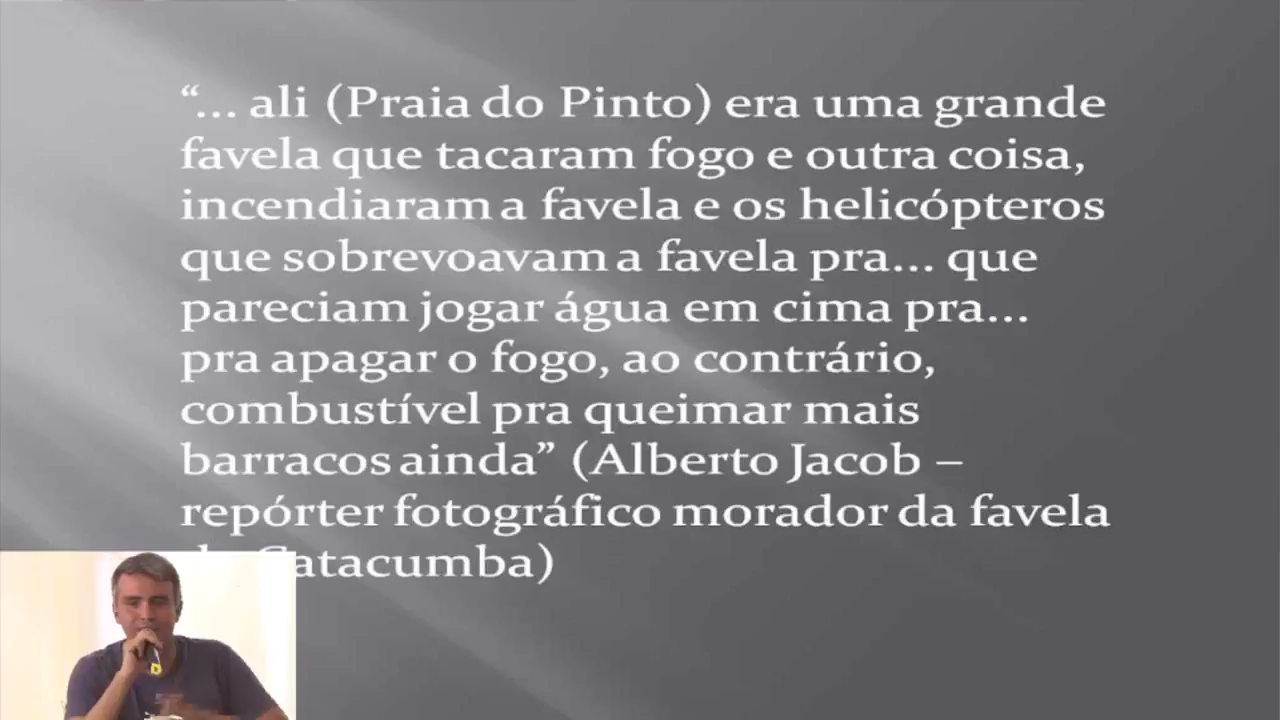 “... ali (Praia do Pinto) era uma grande
favela que tacaram fogo e outra coisa,
incendiaram a favela e os helicópteros
que sobrevoavam a favela pra... que
pareciam jogar água em cima pra...
pra apagar o fogo, ao contrário,
combustível pra queimar mais
barracos ainda” (Alberto Jacob –
repórter fotográfico morador da favela
Catacumba)